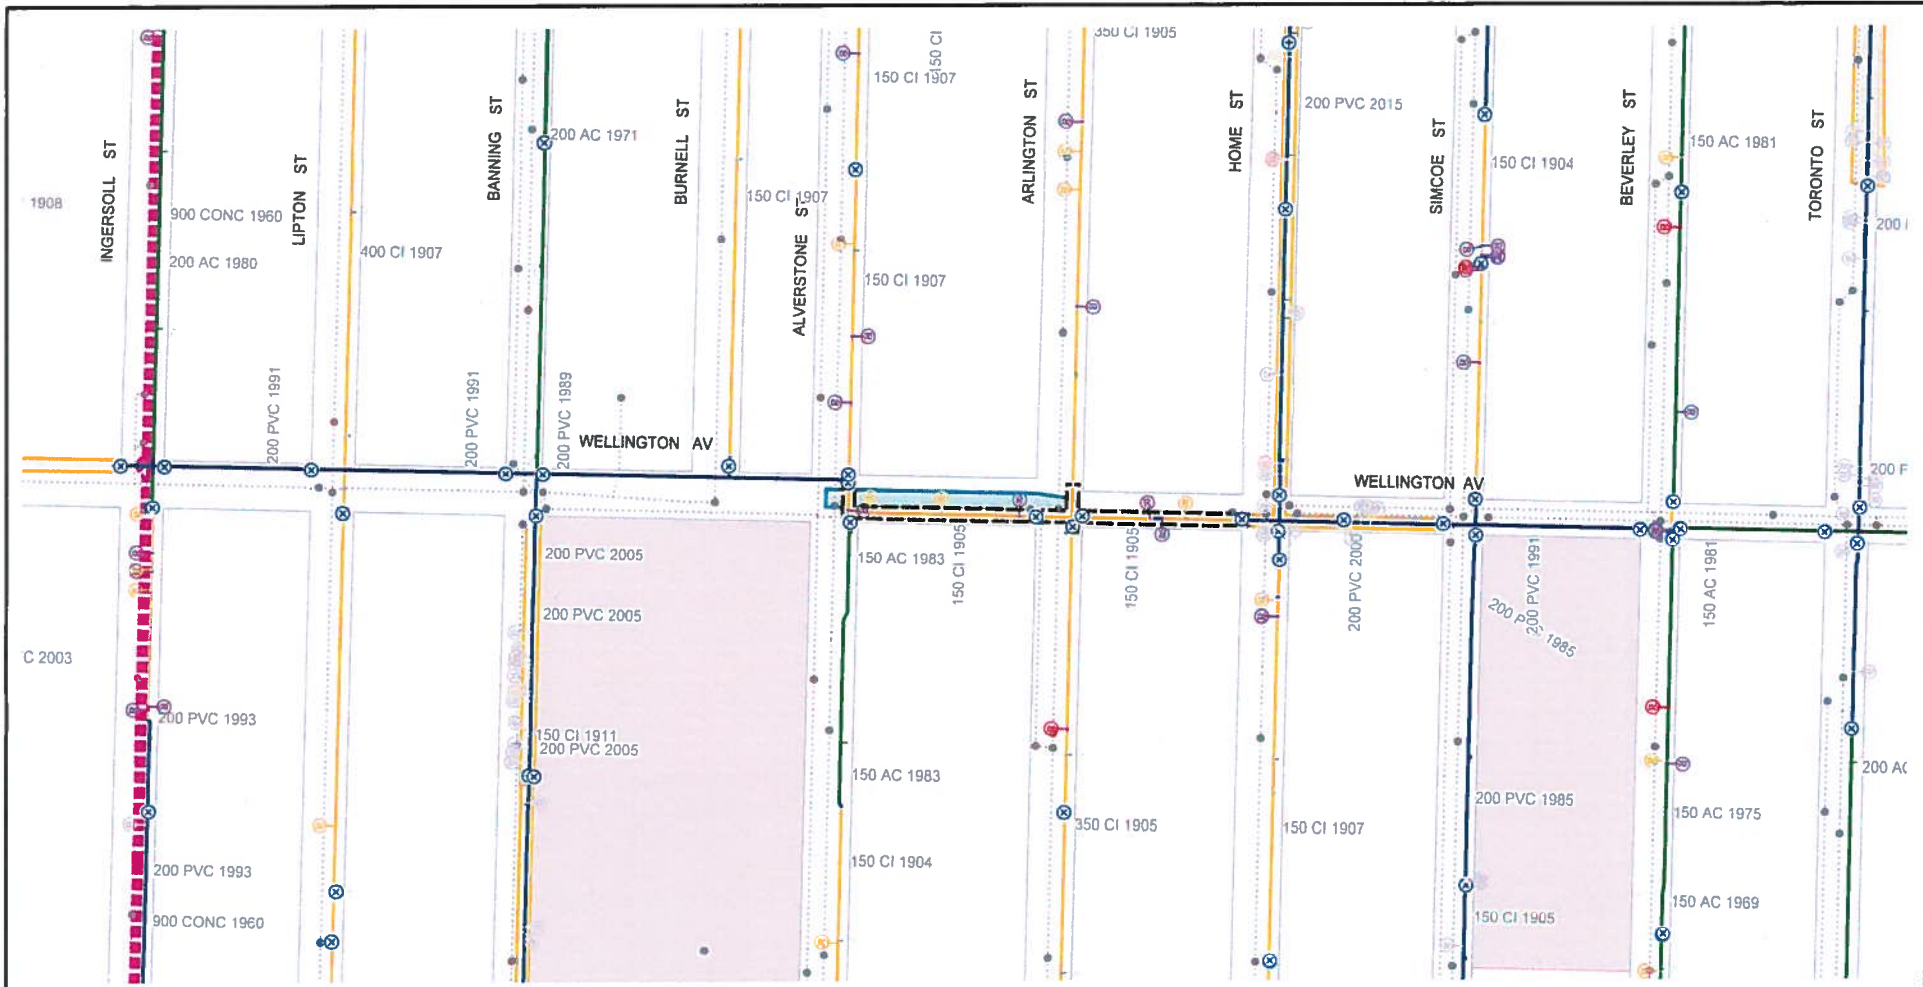 350 CI 1905
150 CI
150 CI 1907
200 PVC 2015
200 AC 1971
150 CI 1904
150 AC 1981
INGERSOLL ST
LIPTON ST
BANNING ST
BURNELL ST
ALVERSTONE ST
ARLINGTON ST
HOME ST
SIMCOE ST
BEVERLEY ST
TORONTO ST
1908
900 CONC 1960
150 CI 1907
200
400 CI 1907
200 AC 1980
150 CI 1907
200 PVC 1991
200 PVC 1991
200 PVC 1989
WELLINGTON AV
WELLINGTON AV
200 P
200 PVC 2005
150 AC 1983
150 CI 1905
150 CI 1905
200 PVC 2000
200 PVC 1991
200 PVC 1985
150 AC 1981
200 PVC 2005
C 2003
200 PVC 1993
150 CI 1911
200 PVC 2005
150 AC 1983
200 AC
200 PVC 1985
150 AC 1975
350 CI 1905
150 CI 1907
150 CI 1904
200 PVC 1993
150 AC 1969
900 CONC 1960
150 CI 1905